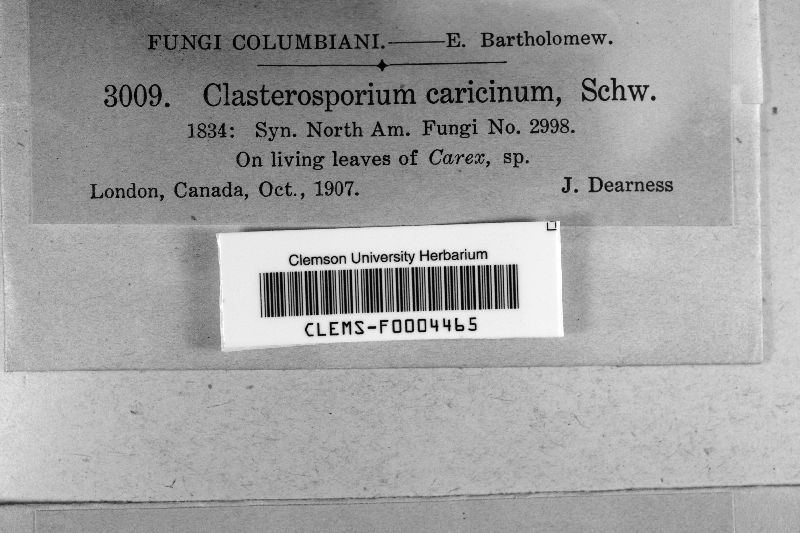 FUNGI COLUMBIANI.——E. Bartholomew.
3009. Clasterosporium caricinum, Schw.
1834: Syn. North Am. Fungi No. 2998.
On living leaves of Carex, sp.
London, Canada, Oct., 1907. J. Dearness
Clemson University Herbarium
CLEMS-F0004465